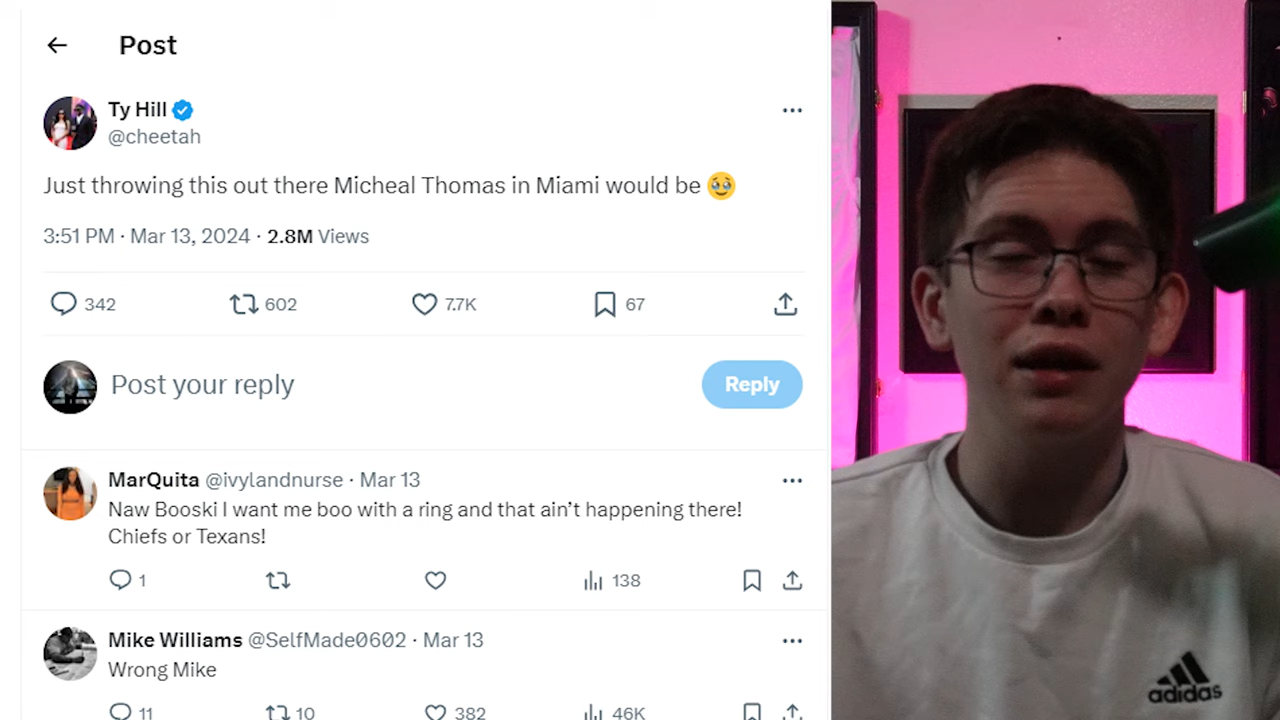 Post
Ty Hill
@cheetah
Just throwing this out there Micheal Thomas in Miami would be 🥹
3:51 PM · Mar 13, 2024 · 2.8M Views
342 602 7.7K 67
Post your reply
Reply
MarQuita @ivylandnurse · Mar 13
Naw Booski I want me boo with a ring and that ain’t happening there!
Chiefs or Texans!
1 138
Mike Williams @SelfMade0602 · Mar 13
Wrong Mike
11 10 382 46K
adidas